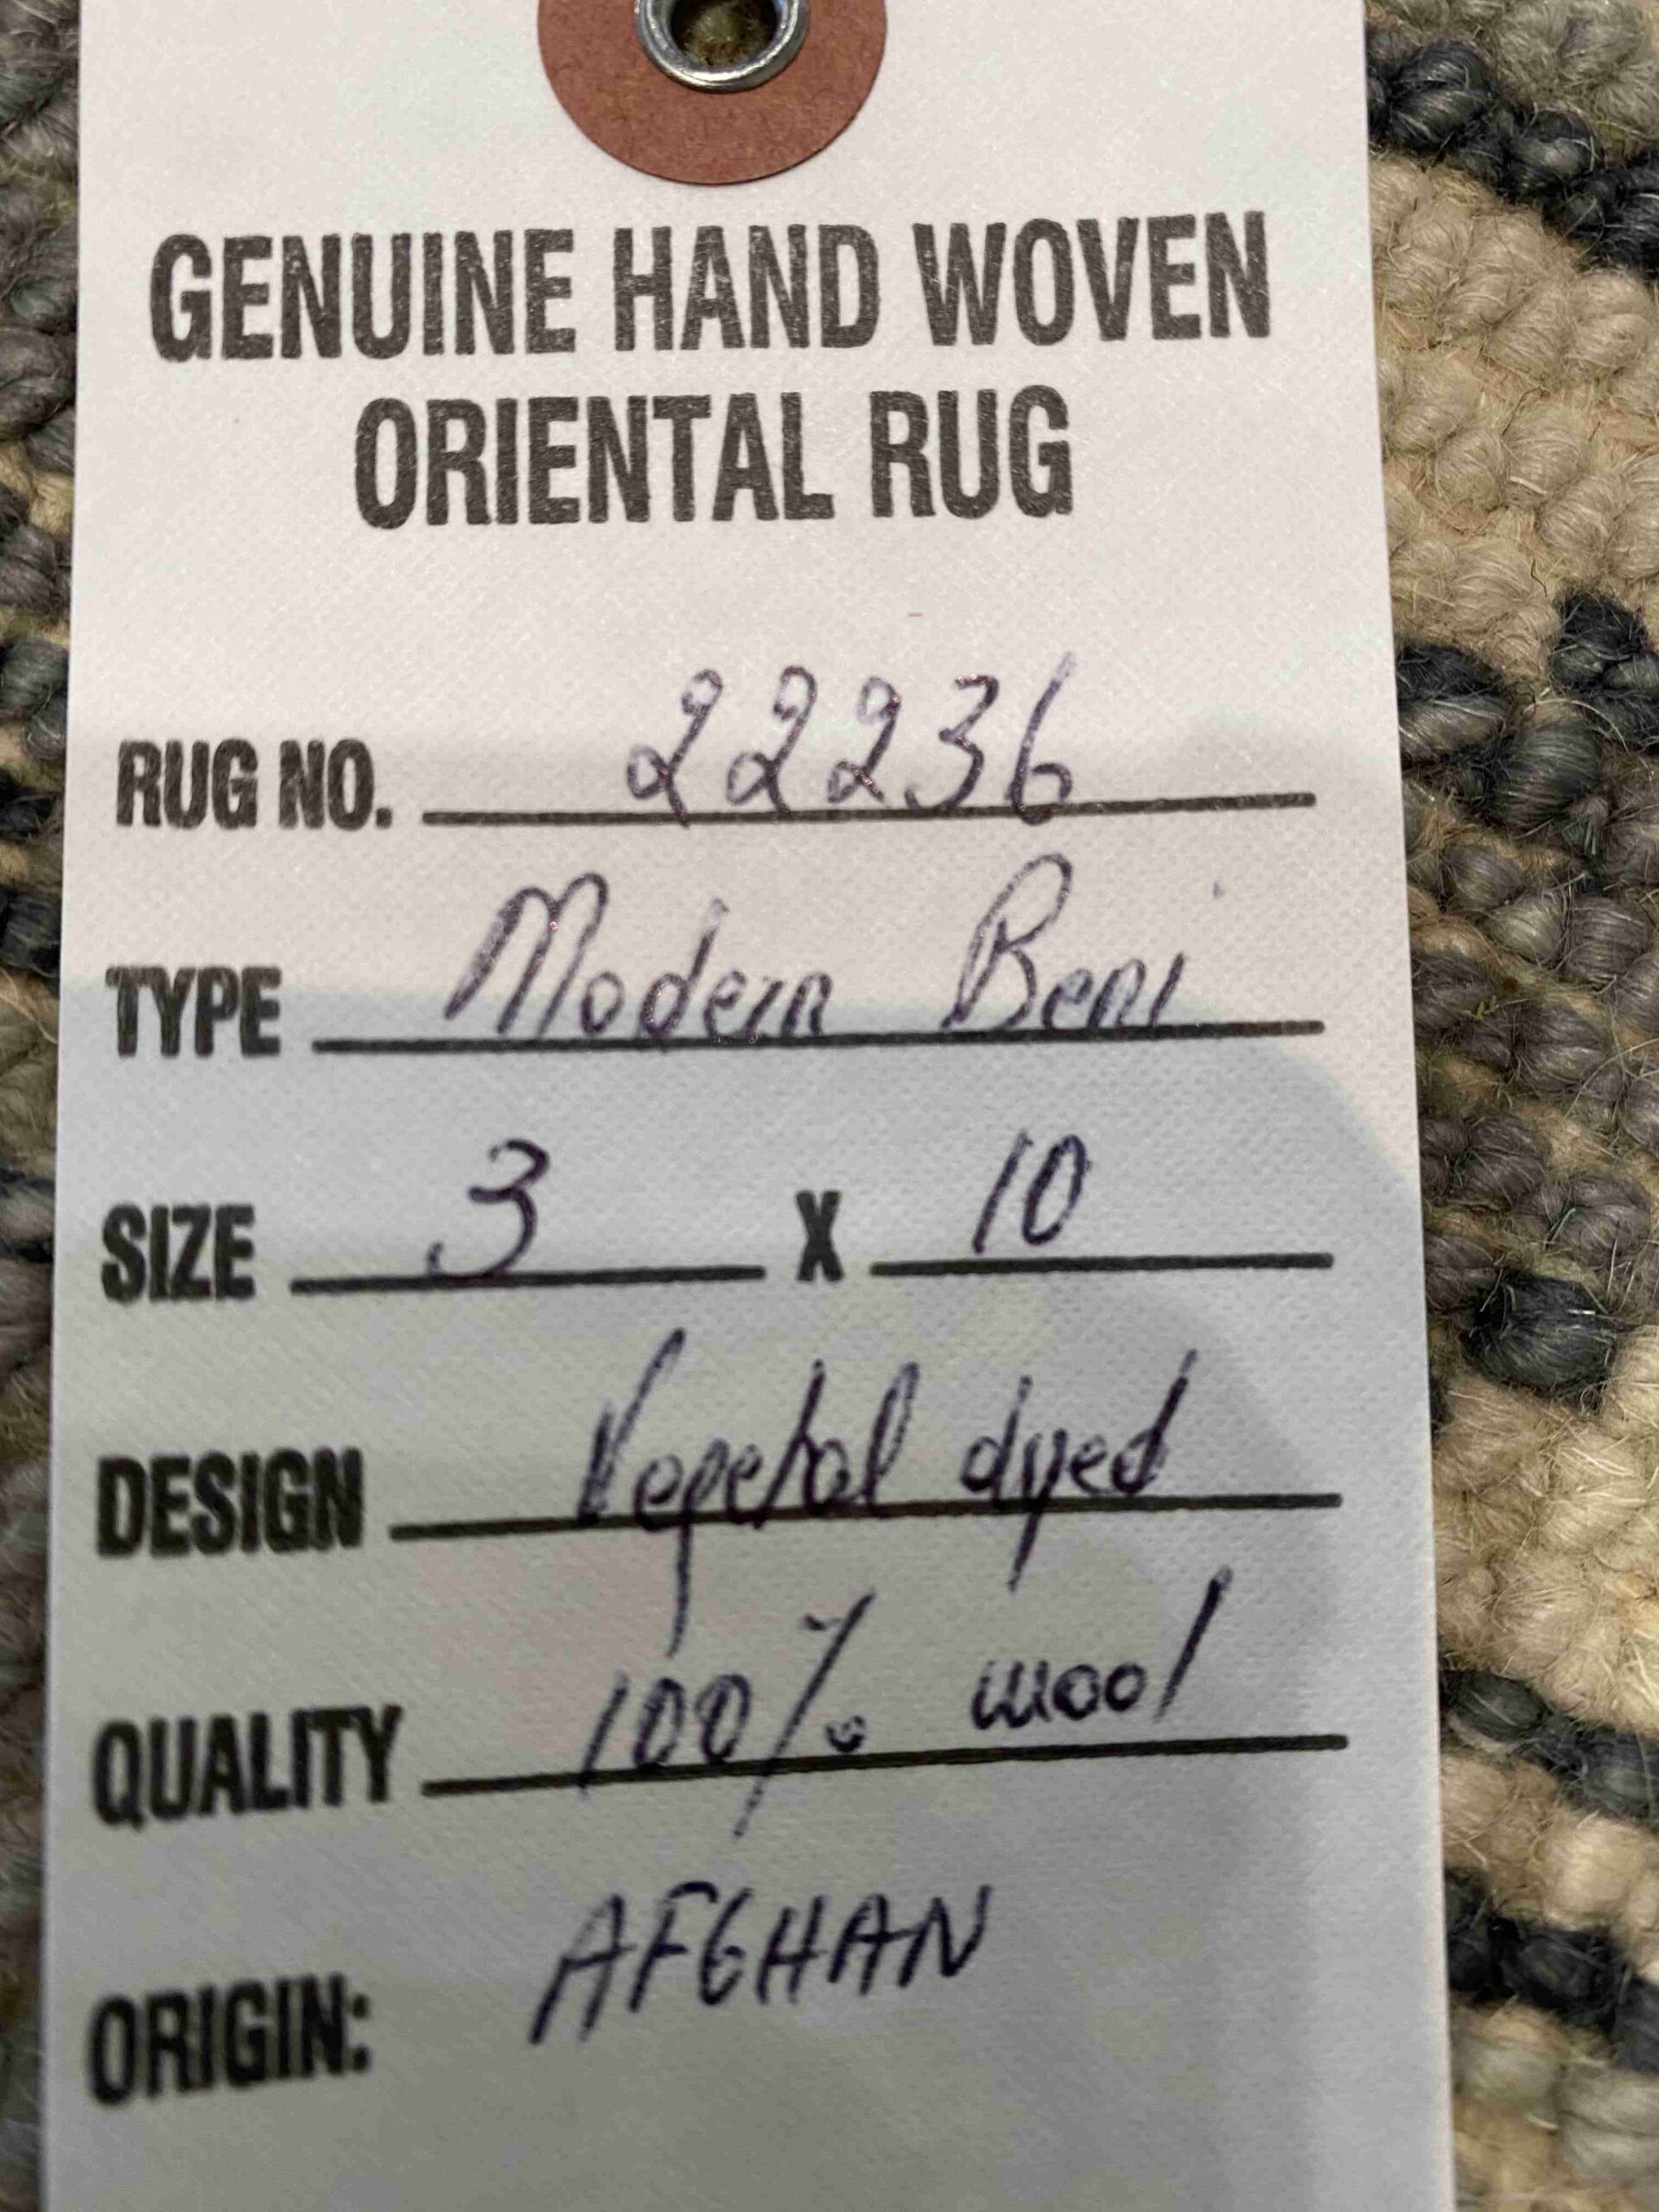 GENUINE HAND WOVEN
ORIENTAL RUG
RUG NO. 22236
TYPE Modern Beni
SIZE 3 X 10
DESIGN Vegetal dyed
QUALITY 100% wool
ORIGIN: AFGHAN